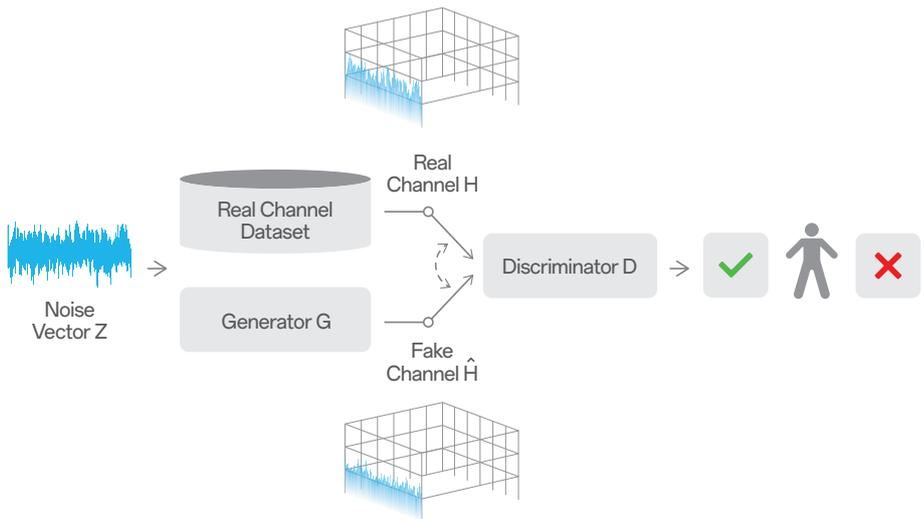 Real
Channel H
Real Channel
Dataset
Noise
Vector Z
Generator G
Discriminator D
Fake
Channel Ĥ